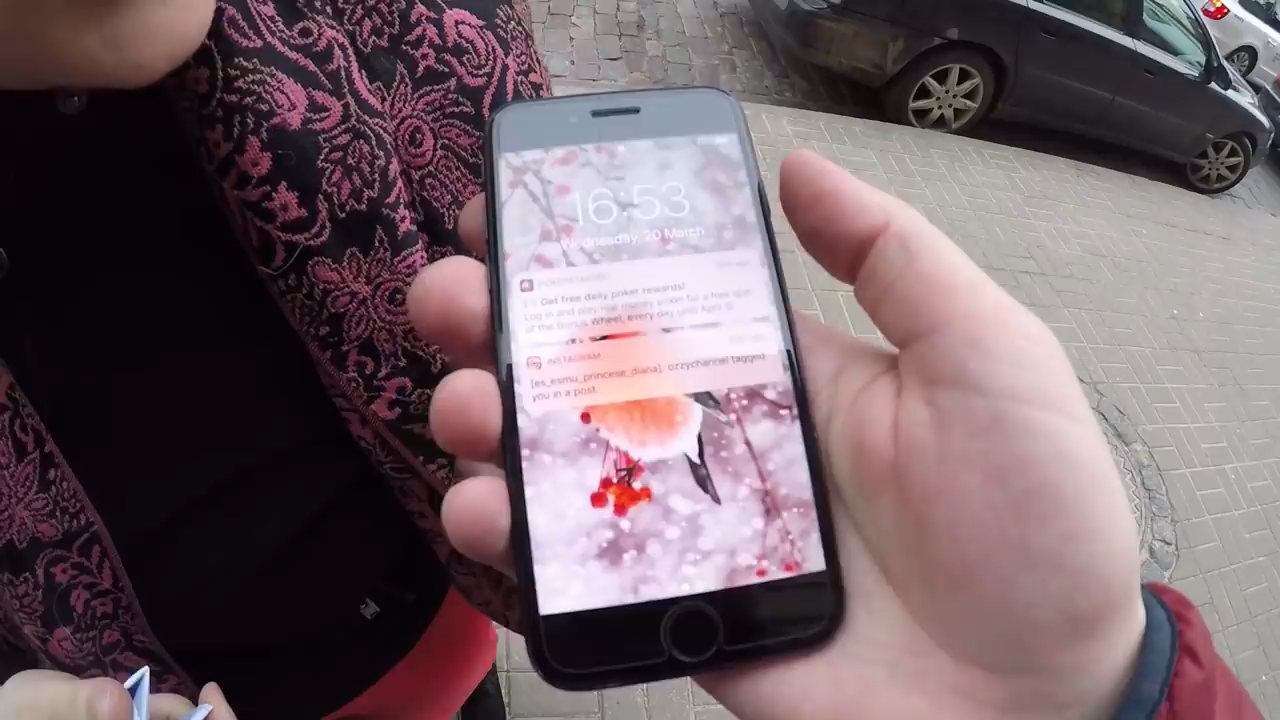 16:53
Wednesday, 20 March
POKERSTARS
Get free daily poker rewards!
Log in and play real money poker for a free spin
of the Bonus Wheel, every day until April
INSTAGRAM
[es_esmu_princese_diana]: ozzychannel tagged
you in a post.